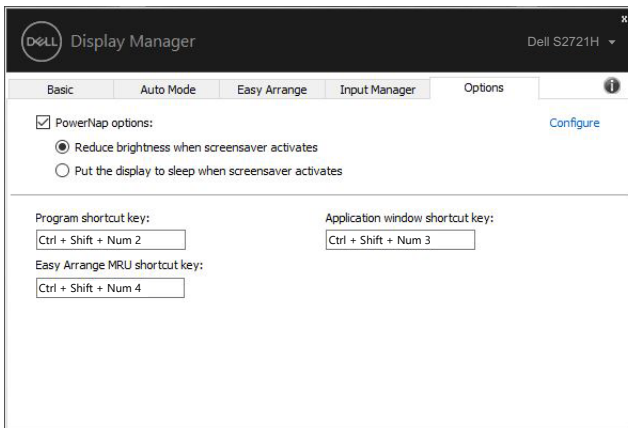 x
DELL Display Manager
Dell S2721H
Basic Auto Mode Easy Arrange Input Manager Options
PowerNap options: Configure
Reduce brightness when screensaver activates
Put the display to sleep when screensaver activates
Program shortcut key: Application window shortcut key:
Ctrl + Shift + Num 2 Ctrl + Shift + Num 3
Easy Arrange MRU shortcut key:
Ctrl + Shift + Num 4